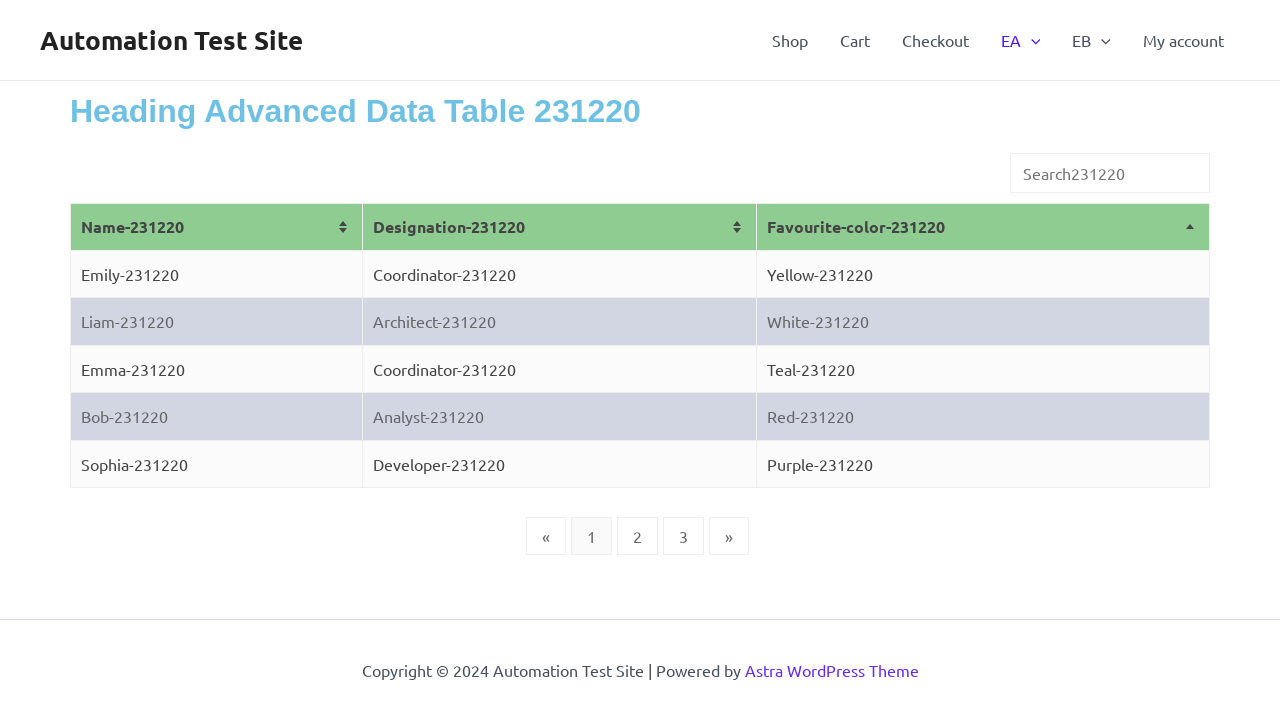 Automation Test Site
Shop Cart Checkout EA EB My account
Heading Advanced Data Table 231220
Search231220
Name-231220 Designation-231220 Favourite-color-231220
Emily-231220 Coordinator-231220 Yellow-231220
Liam-231220 Architect-231220 White-231220
Emma-231220 Coordinator-231220 Teal-231220
Bob-231220 Analyst-231220 Red-231220
Sophia-231220 Developer-231220 Purple-231220
« 1 2 3 »
Copyright © 2024 Automation Test Site | Powered by Astra WordPress Theme